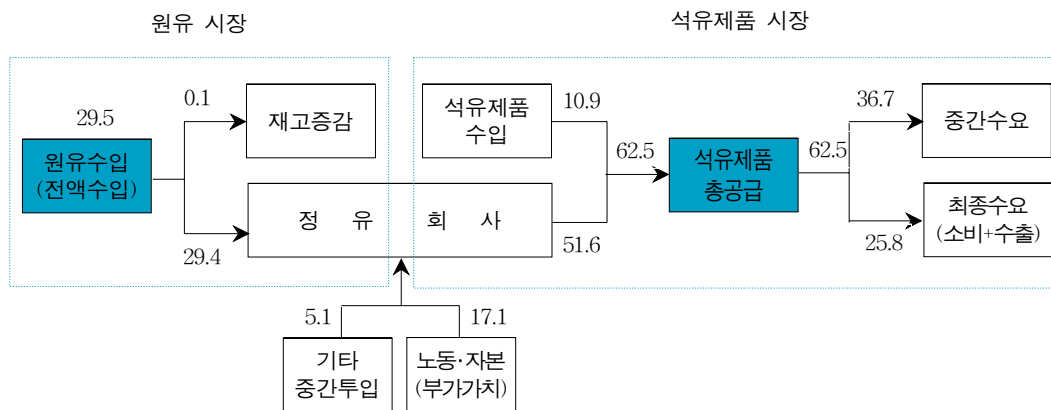 원유 시장
석유제품 시장
29.5
원유수입
(전액수입)
0.1
재고증감
29.4
정 유 회 사
석유제품
수입
10.9
51.6
62.5
석유제품
총공급
62.5
36.7
중간수요
25.8
최종수요
(소비+수출)
5.1
17.1
기타
중간투입
노동·자본
(부가가치)